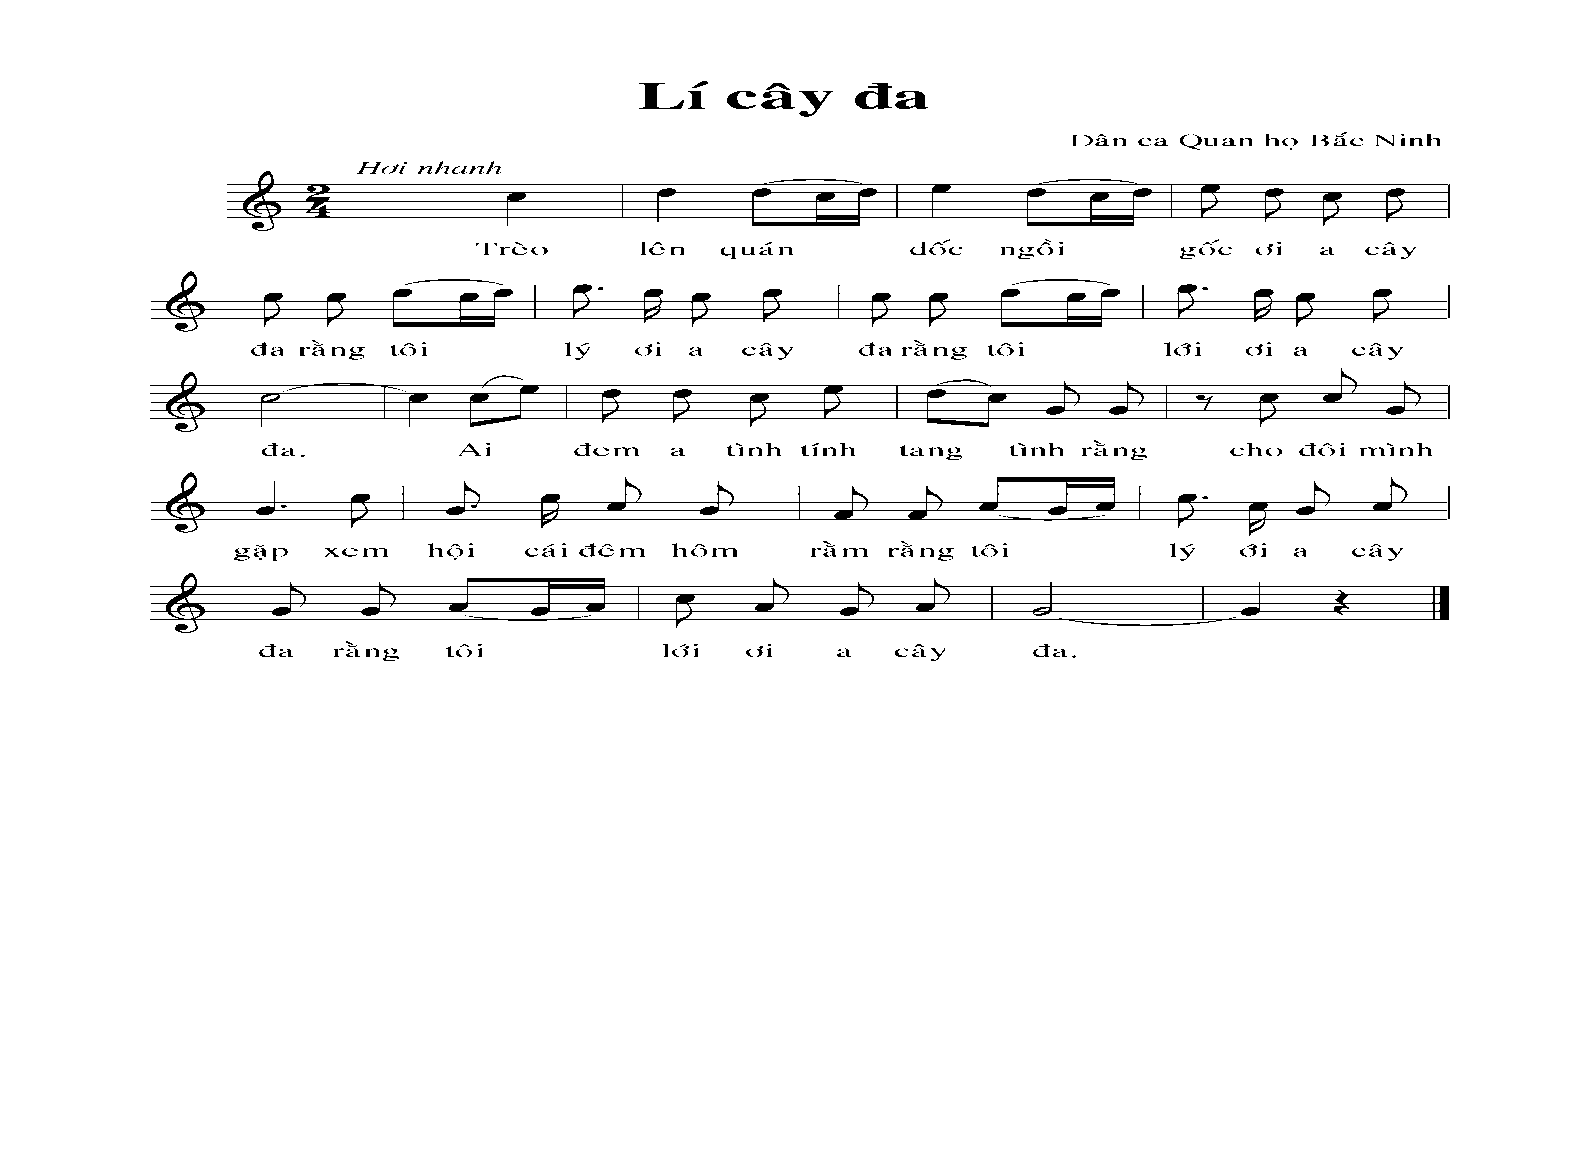 Lí cây đa
Dân ca Quan họ Bắc Ninh
Hơi nhanh
2
4
Trèo lên quán dốc ngồi gốc ơi a cây
đa rằng tôi lý ơi a cây đa rằng tôi lới ơi a cây
đa. Ai đem a tình tính tang tình rằng cho đôi mình
gặp xem hội cái đêm hôm rằm rằng tôi lý ới a cây
đa rằng tôi lới ơi a cây đa.